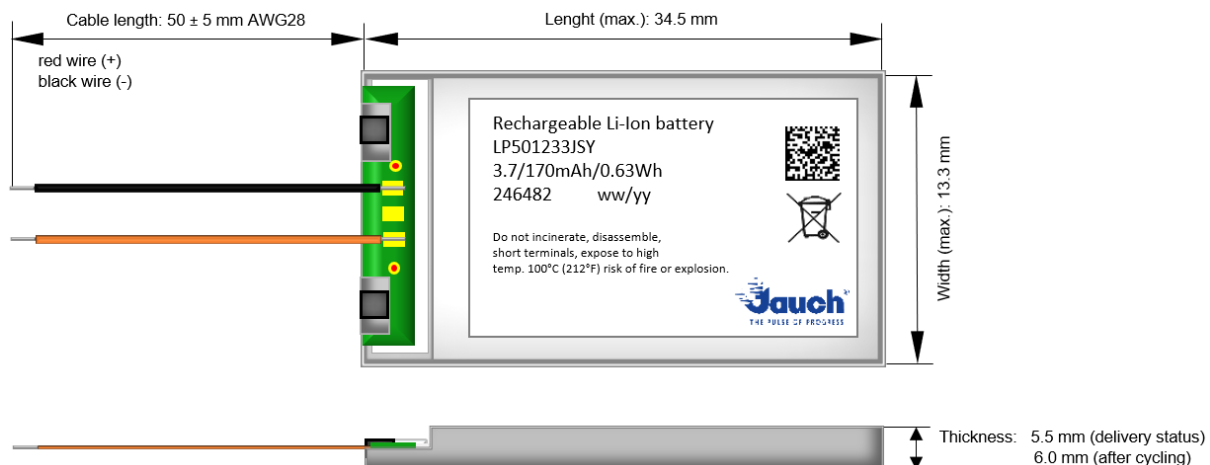 Cable length: 50 ± 5 mm AWG28
Lenght (max.): 34.5 mm
red wire (+)
black wire (-)
Rechargeable Li-Ion battery
LP501233JSY
3.7/170mAh/0.63Wh
246482 ww/yy
Do not incinerate, disassemble,
short terminals, expose to high
temp. 100°C (212°F) risk of fire or explosion.
Jauch
THE PULSE OF PROGRESS
Width (max.): 13.3 mm
Thickness: 5.5 mm (delivery status)
6.0 mm (after cycling)